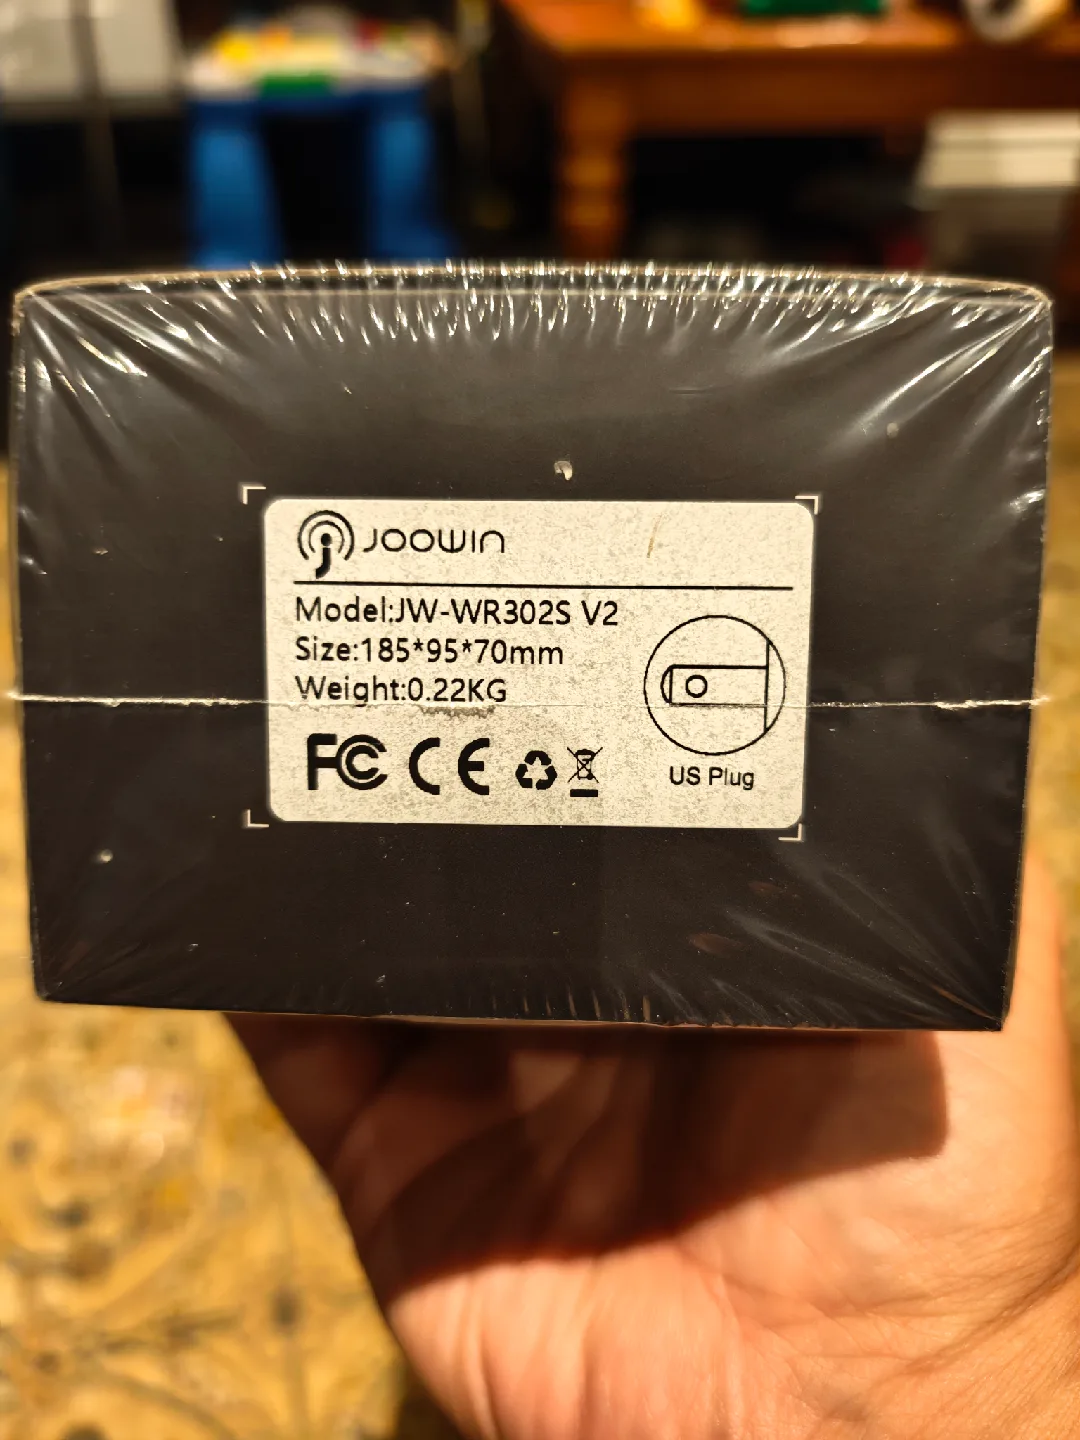 JOOWIN
Model:JW-WR302S V2
Size:185*95*70mm
Weight:0.22KG
FC CE
US Plug